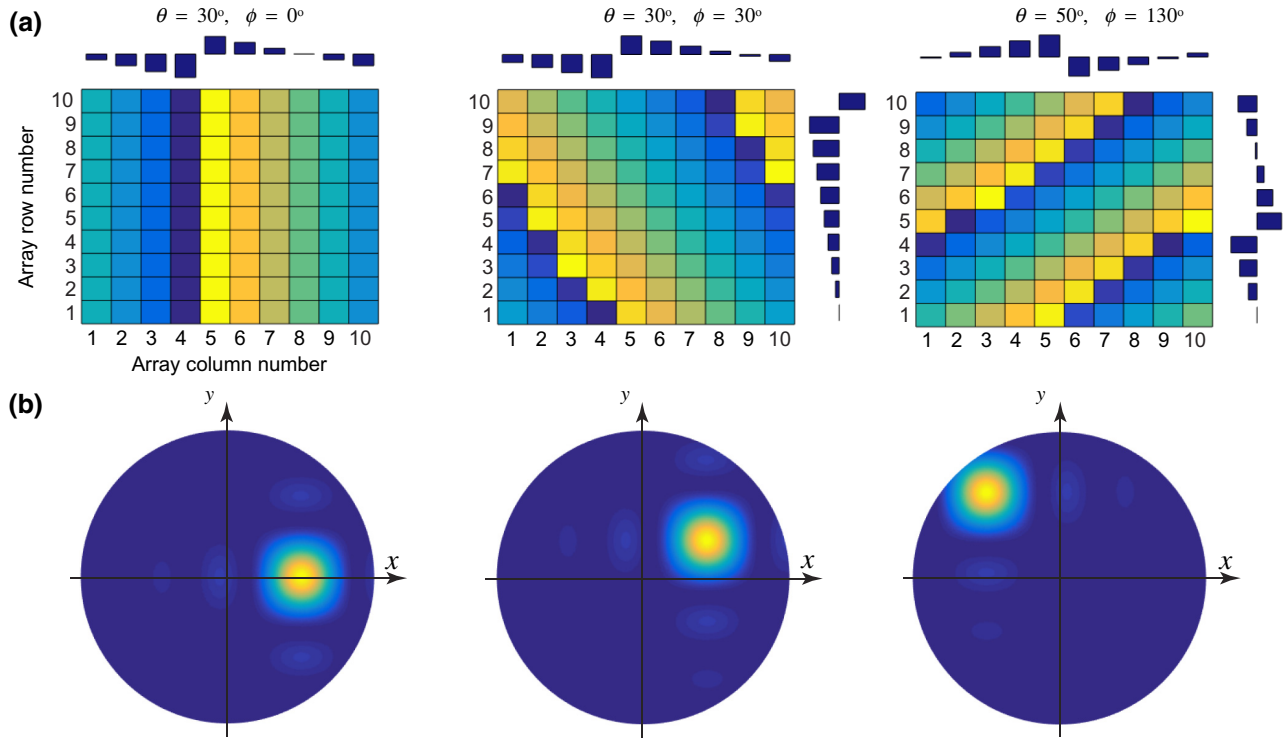 (a)
θ = 30°, ϕ = 0°
θ = 30°, ϕ = 30°
θ = 50°, ϕ = 130°
Array row number
10
9
8
7
6
5
4
3
2
1
1 2 3 4 5 6 7 8 9 10
Array column number
10
9
8
7
6
5
4
3
2
1
1 2 3 4 5 6 7 8 9 10
10
9
8
7
6
5
4
3
2
1
1 2 3 4 5 6 7 8 9 10
(b)
y
x
y
x
y
x